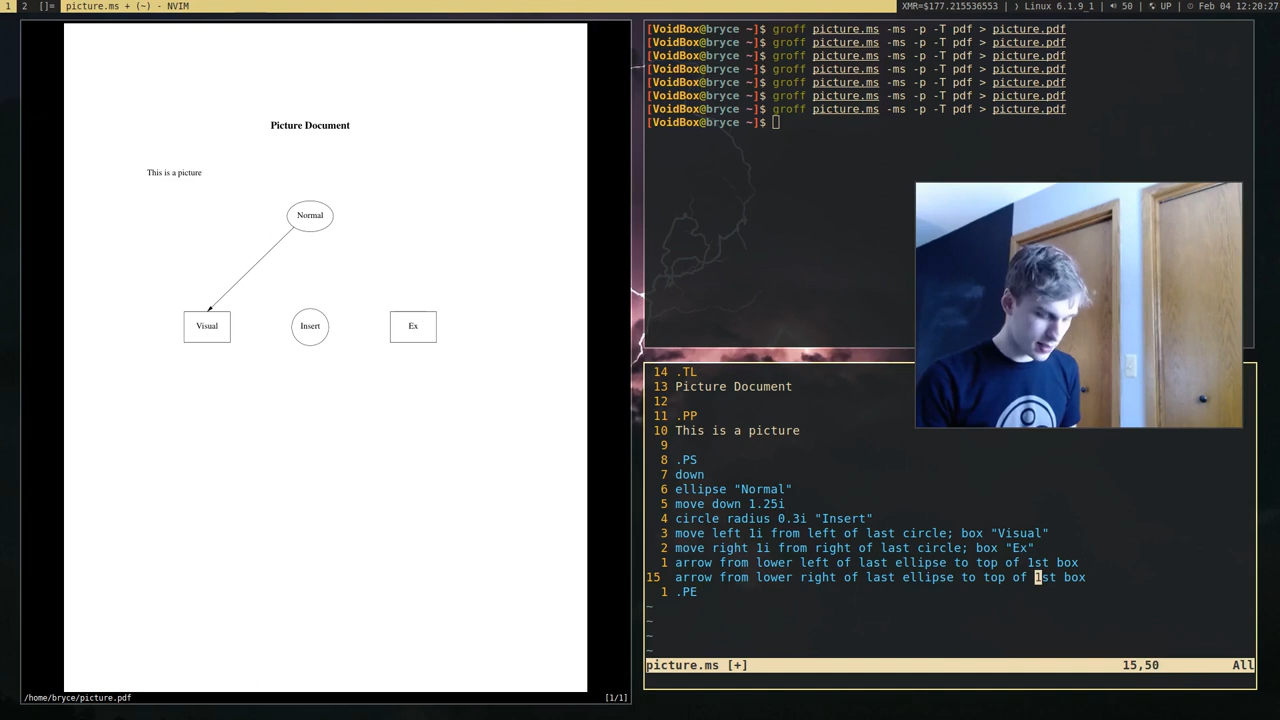 1 2 []= picture.ms + (~) - NVIM
XMR=$177.215536553 | Linux 6.1.9_1 | 50 | UP | Feb 04 12:20:27
Picture Document
This is a picture
Normal
Visual Insert Ex
/home/bryce/picture.pdf [1/1]
[VoidBox@bryce ~]$ groff picture.ms -ms -p -T pdf > picture.pdf
[VoidBox@bryce ~]$ groff picture.ms -ms -p -T pdf > picture.pdf
[VoidBox@bryce ~]$ groff picture.ms -ms -p -T pdf > picture.pdf
[VoidBox@bryce ~]$ groff picture.ms -ms -p -T pdf > picture.pdf
[VoidBox@bryce ~]$ groff picture.ms -ms -p -T pdf > picture.pdf
[VoidBox@bryce ~]$ groff picture.ms -ms -p -T pdf > picture.pdf
[VoidBox@bryce ~]$ groff picture.ms -ms -p -T pdf > picture.pdf
[VoidBox@bryce ~]$
14 .TL
13 Picture Document
12
11 .PP
10 This is a picture
9
8 .PS
7 down
6 ellipse "Normal"
5 move down 1.25i
4 circle radius 0.3i "Insert"
3 move left 1i from left of last circle; box "Visual"
2 move right 1i from right of last circle; box "Ex"
1 arrow from lower left of last ellipse to top of 1st box
15 arrow from lower right of last ellipse to top of 1st box
1 .PE
~
~
~
~
picture.ms [+] 15,50 All